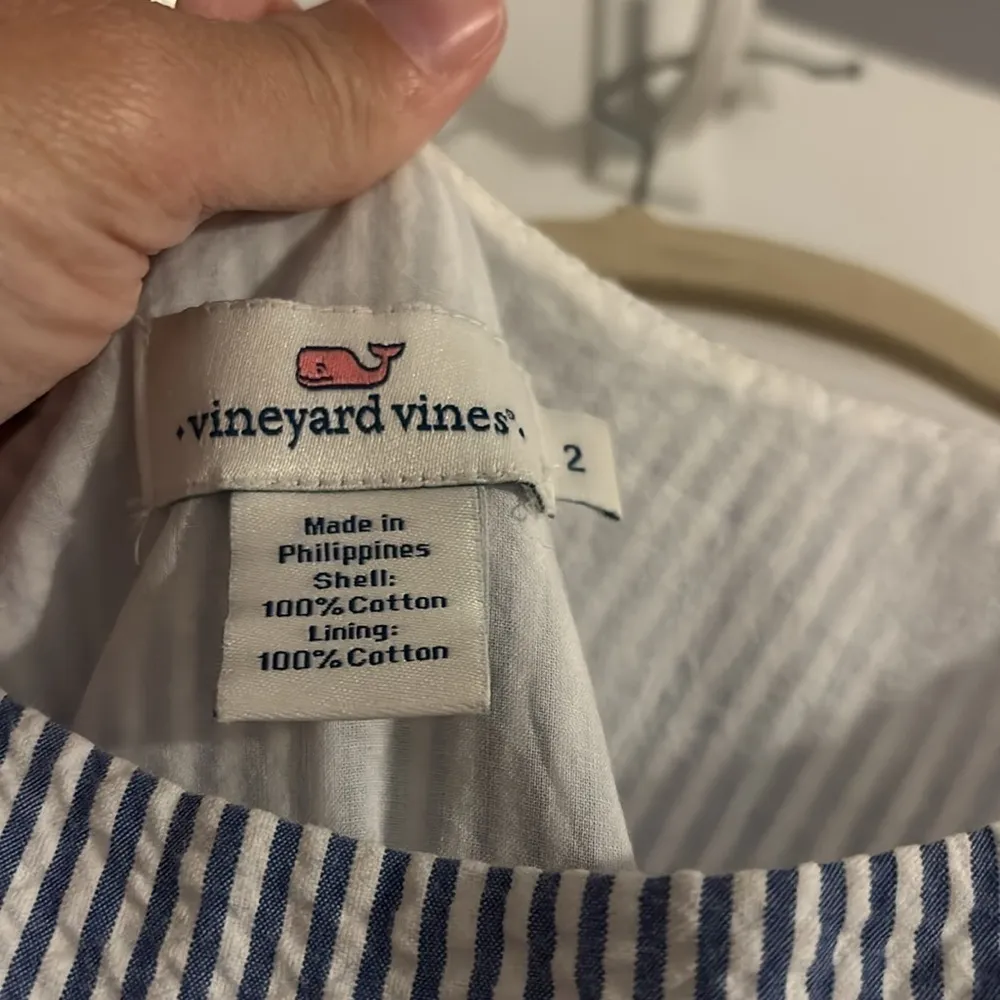 ·vineyard vines®.
2
Made in
Philippines
Shell:
100% Cotton
Lining:
100% Cotton